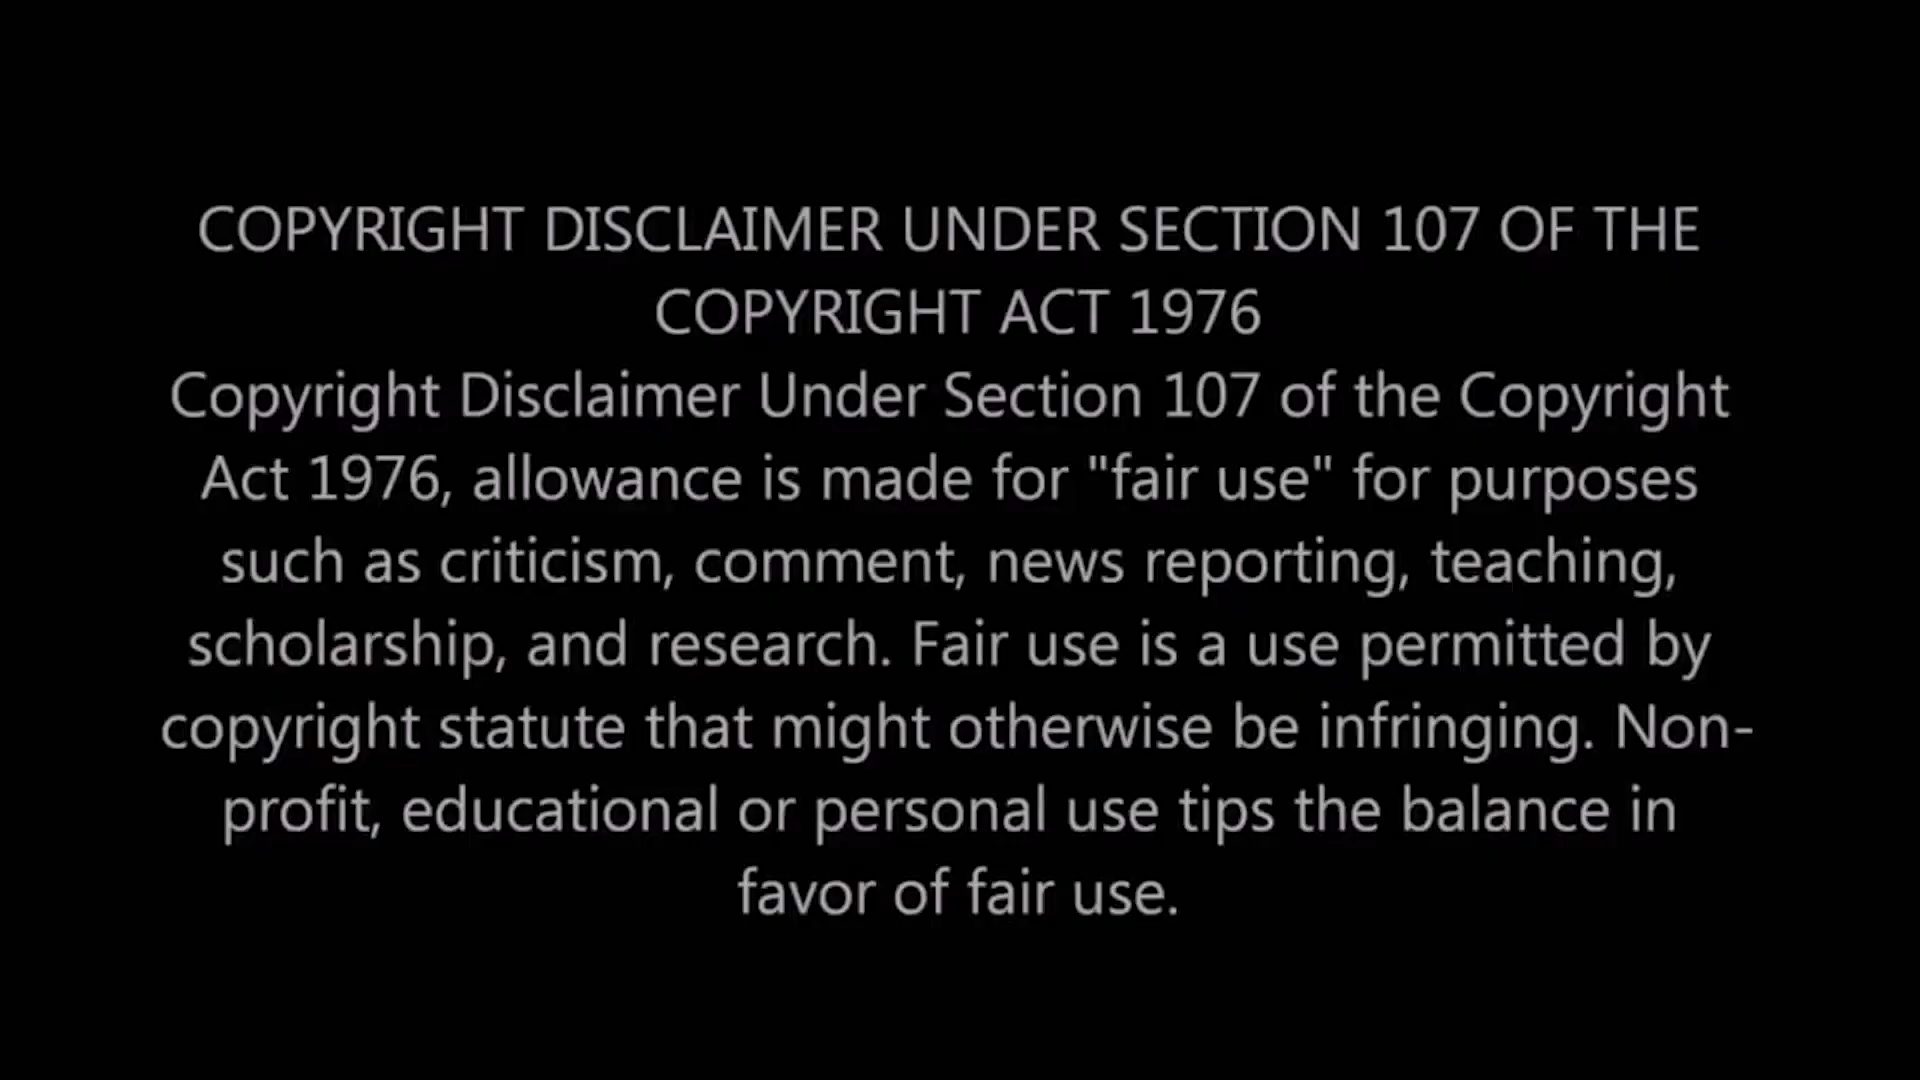 COPYRIGHT DISCLAIMER UNDER SECTION 107 OF THE
COPYRIGHT ACT 1976
Copyright Disclaimer Under Section 107 of the Copyright
Act 1976, allowance is made for "fair use" for purposes
such as criticism, comment, news reporting, teaching,
scholarship, and research. Fair use is a use permitted by
copyright statute that might otherwise be infringing. Non-
profit, educational or personal use tips the balance in
favor of fair use.